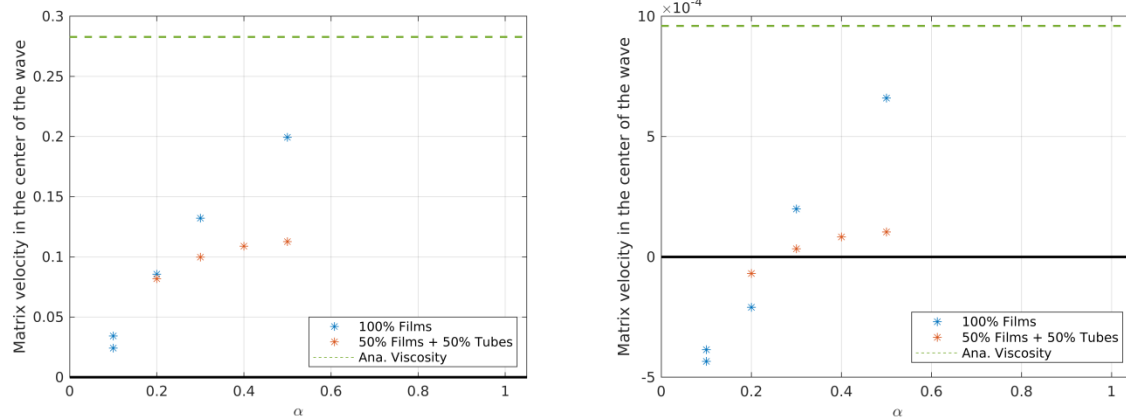 Matrix velocity in the center of the wave
0.3
0.25
0.2
0.15
0.1
0.05
0
0
0.2
0.4
0.6
0.8
1
α
100% Films
50% Films + 50% Tubes
Ana. Viscosity
Matrix velocity in the center of the wave
10 ×10⁻⁴
5
0
-5
0
0.2
0.4
0.6
0.8
1
α
100% Films
50% Films + 50% Tubes
Ana. Viscosity